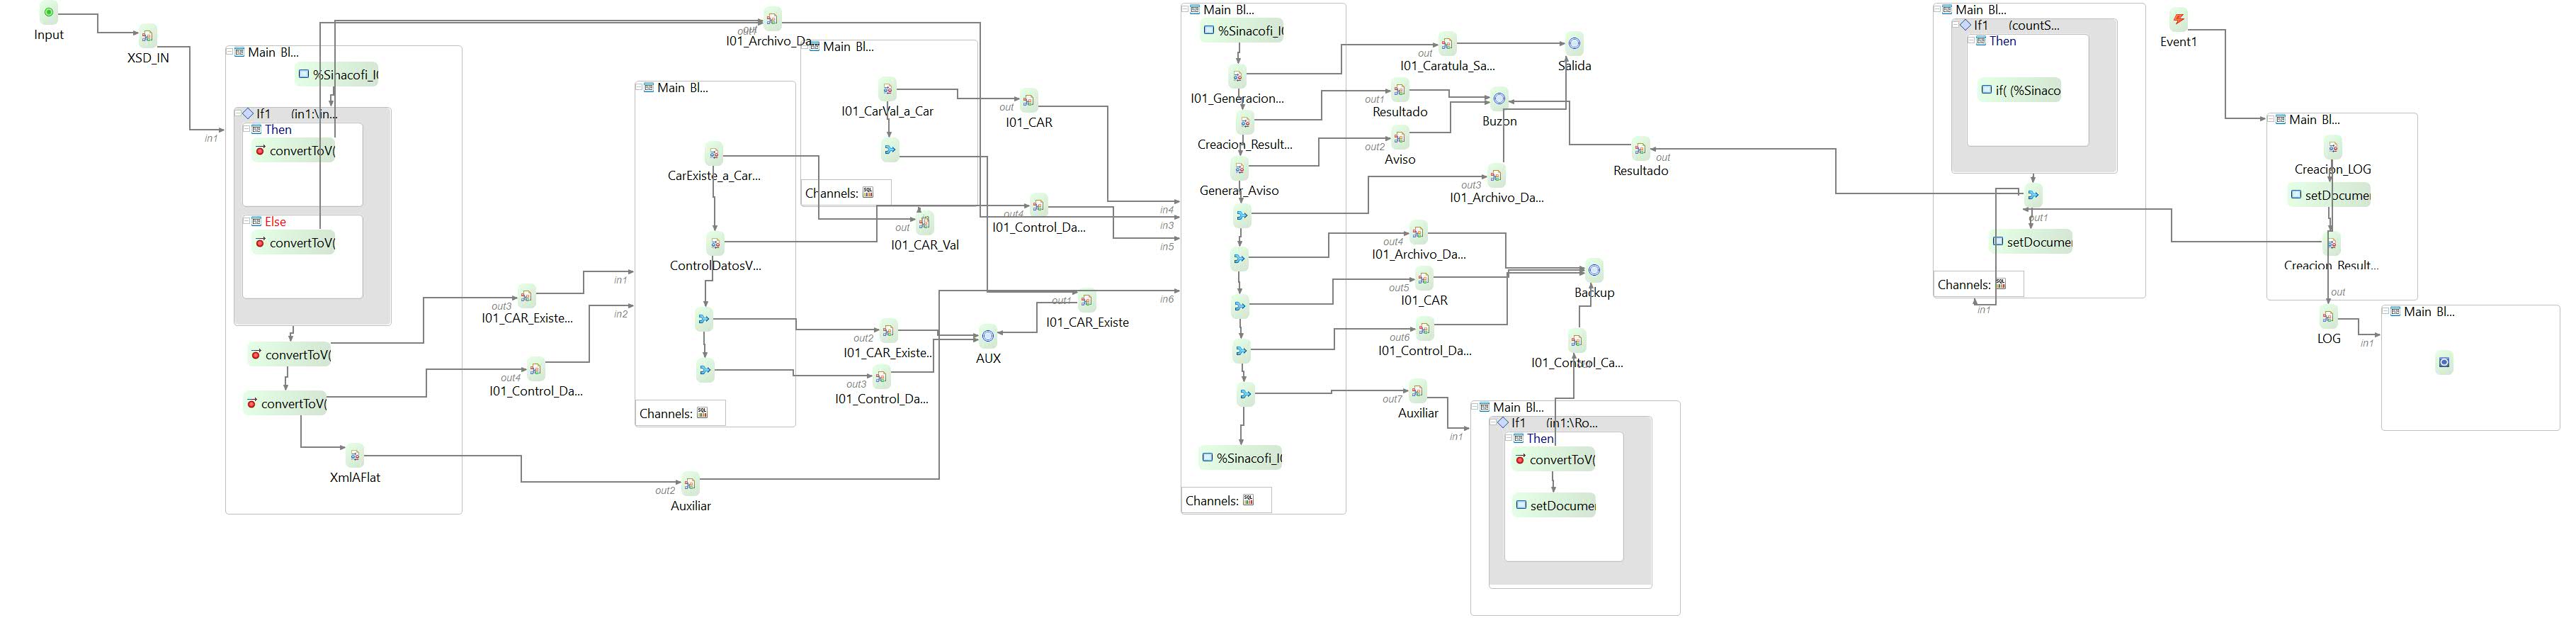 Input
XSD_IN
in1
Main Bl...
%Sinacofi_I(
If1 (in1:\in...
Then
convertToV(
Else
convertToV(
convertToV(
convertToV(
XmlAFlat
out3
I01_CAR_Existe...
out4
I01_Control_Da...
out2
Auxiliar
I01_Archivo_Da...
in1
in2
Main Bl...
CarExiste_a_Car...
ControlDatosV...
Channels:
Main Bl...
I01_CarVal_a_Car
Channels:
out
I01_CAR
out
I01_CAR_Val
out4
I01_Control_Da...
out1
I01_CAR_Existe
out2
I01_CAR_Existe...
out3
I01_Control_Da...
AUX
in4
in3
in5
in6
Main Bl...
%Sinacofi_I(
I01_Generacion...
Creacion_Result...
Generar_Aviso
%Sinacofi_I(
Channels:
out
I01_Caratula_Sa...
Salida
out1
Resultado
Buzon
out2
Aviso
out3
I01_Archivo_Da...
out4
I01_Archivo_Da...
out5
I01_CAR
out6
I01_Control_Da...
Backup
I01_Control_Ca...
out7
Auxiliar
in1
Main Bl...
If1 (in1:\Ro...
Then
convertToV(
setDocumei
out
Resultado
Main Bl...
If1 (countS...
Then
if( (%Sinaco
out1
setDocumei
Channels:
in1
Event1
Main Bl...
Creacion_LOG
setDocumei
Creacion_Result...
out
LOG
in1
Main Bl...